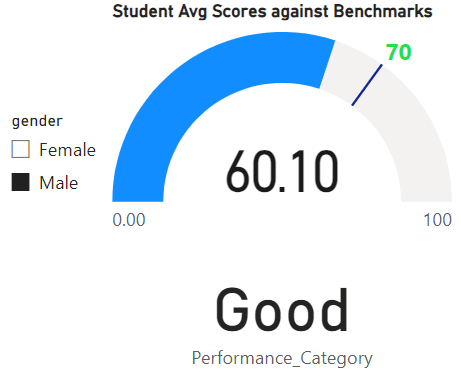 Student Avg Scores against Benchmarks
70
gender
Female
Male
60.10
0.00
100
Good
Performance_Category